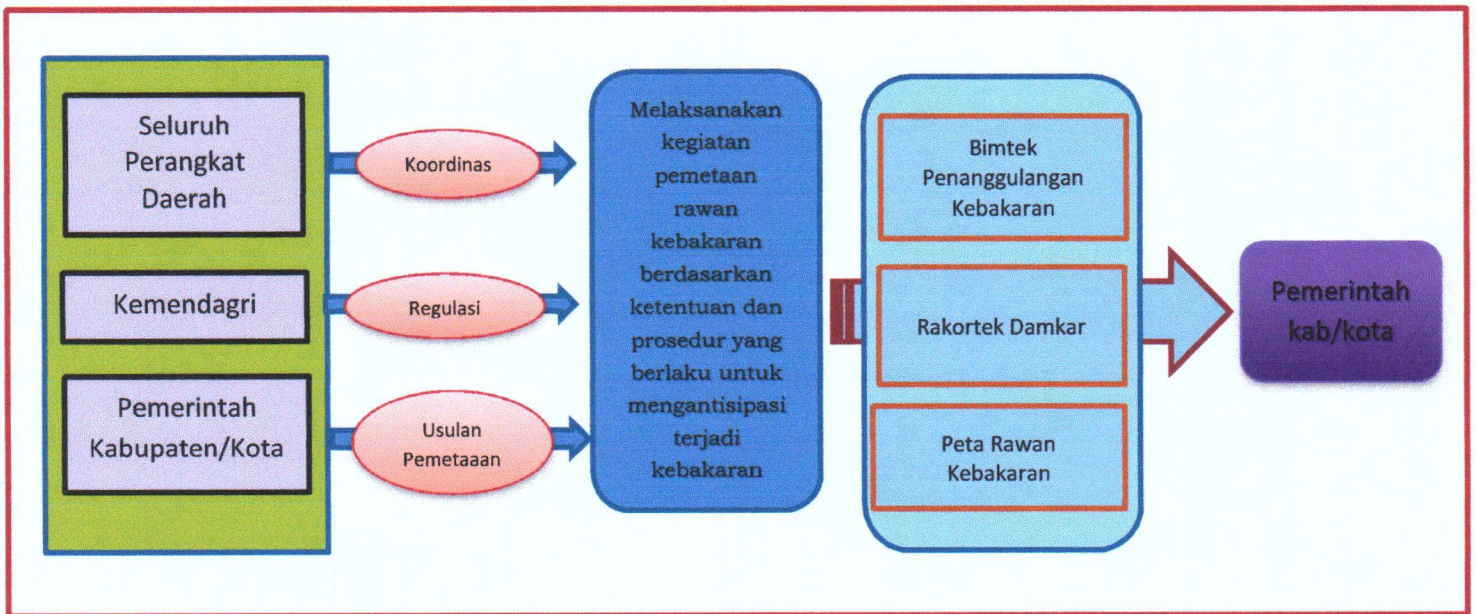 Seluruh
Perangkat
Daerah
Kemendagri
Pemerintah
Kabupaten/Kota
Koordinas
Regulasi
Usulan
Pemetaaan
Melaksanakan
kegiatan
pemetaan
rawan
kebakaran
berdasarkan
ketentuan dan
prosedur yang
berlaku untuk
mengantisipasi
terjadi
kebakaran
Bimtek
Penanggulangan
Kebakaran
Rakortek Damkar
Peta Rawan
Kebakaran
Pemerintah
kab/kota